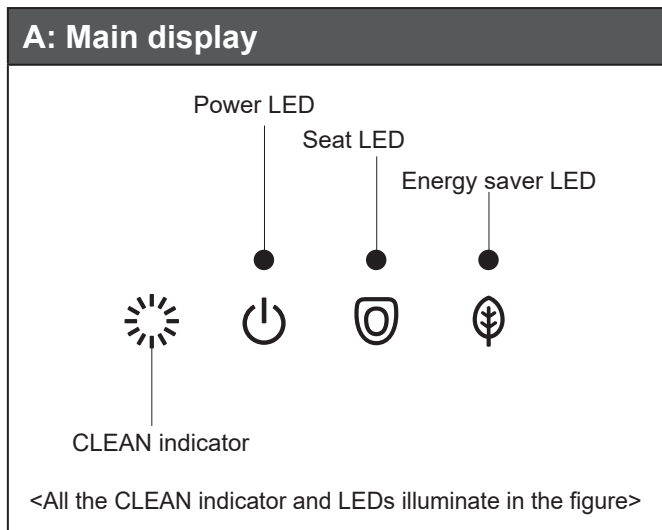 A: Main display
Power LED
Seat LED
Energy saver LED
CLEAN indicator
<All the CLEAN indicator and LEDs illuminate in the figure>